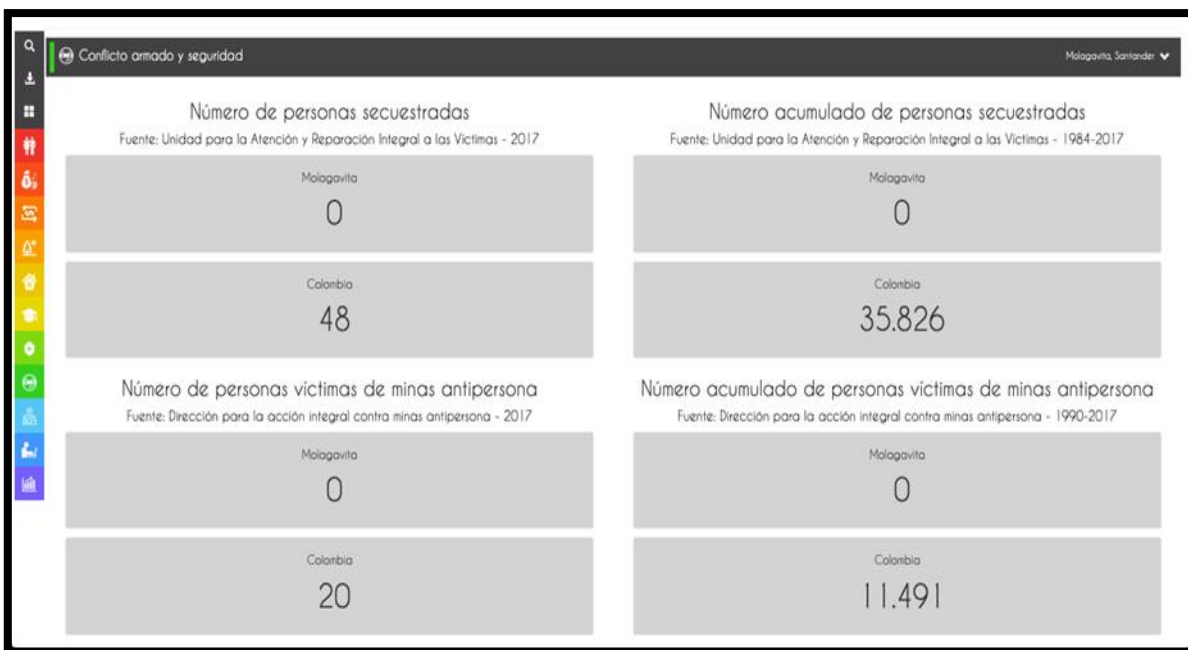 Conflicto armado y seguridad
Molagavita, Santander
Número de personas secuestradas
Fuente: Unidad para la Atención y Reparación Integral a las Víctimas - 2017
Molagavita
0
Colombia
48
Número acumulado de personas secuestradas
Fuente: Unidad para la Atención y Reparación Integral a las Víctimas - 1984-2017
Molagavita
0
Colombia
35.826
Número de personas víctimas de minas antipersona
Fuente: Dirección para la acción integral contra minas antipersona - 2017
Molagavita
0
Colombia
20
Número acumulado de personas víctimas de minas antipersona
Fuente: Dirección para la acción integral contra minas antipersona - 1990-2017
Molagavita
0
Colombia
11.491